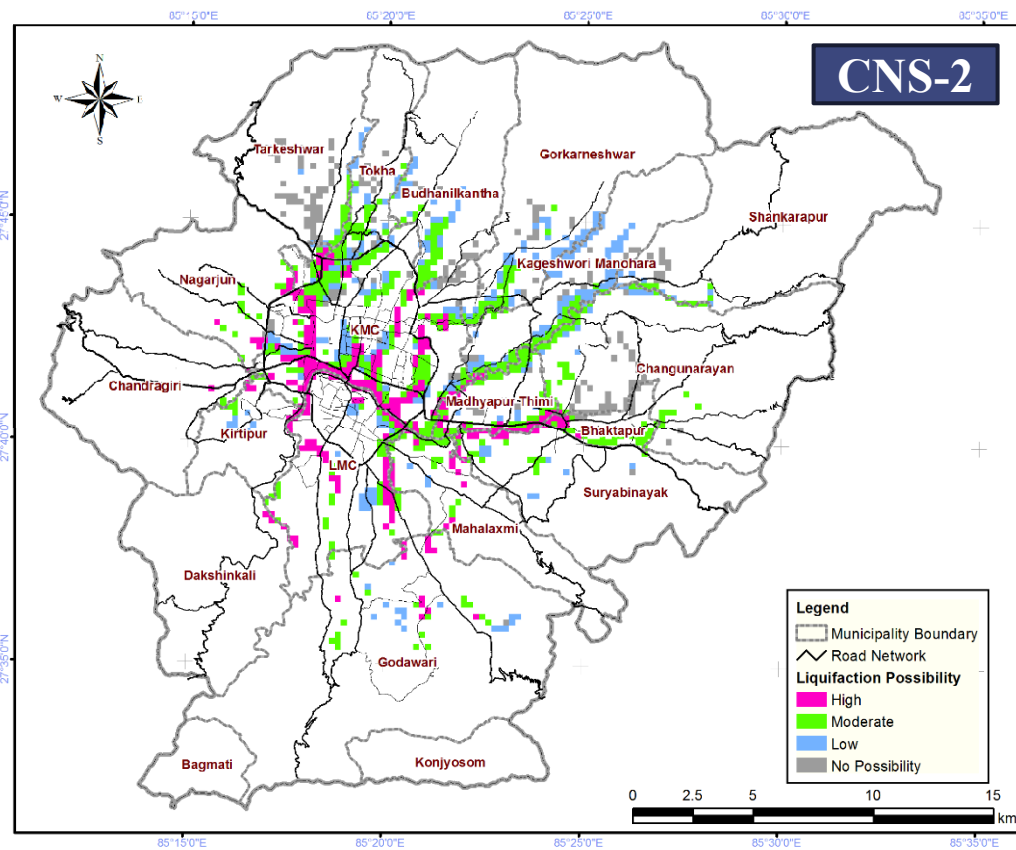 85°15'0"E 85°20'0"E 85°25'0"E 85°30'0"E 85°35'0"E
CNS-2
N
W E
S
Tarkeshwar
Gorkarneshwar
Tokha
Budhanilkantha
27°45'0"N
Shankarapur
Kageshwori Manohara
Nagarjun
KMC
Changunarayan
Chandragiri
Madhyapur Thimi
Kirtipur
Bhaktapur
27°40'0"N
LMC
Suryabinayak
Mahalaxmi
Dakshinkali
Legend
Municipality Boundary
Road Network
Liquifaction Possibility
High
Moderate
Low
No Possibility
27°35'0"N
Godawari
Bagmati
Konjyosom
0 2.5 5 10 15
km
85°15'0"E 85°20'0"E 85°25'0"E 85°30'0"E 85°35'0"E